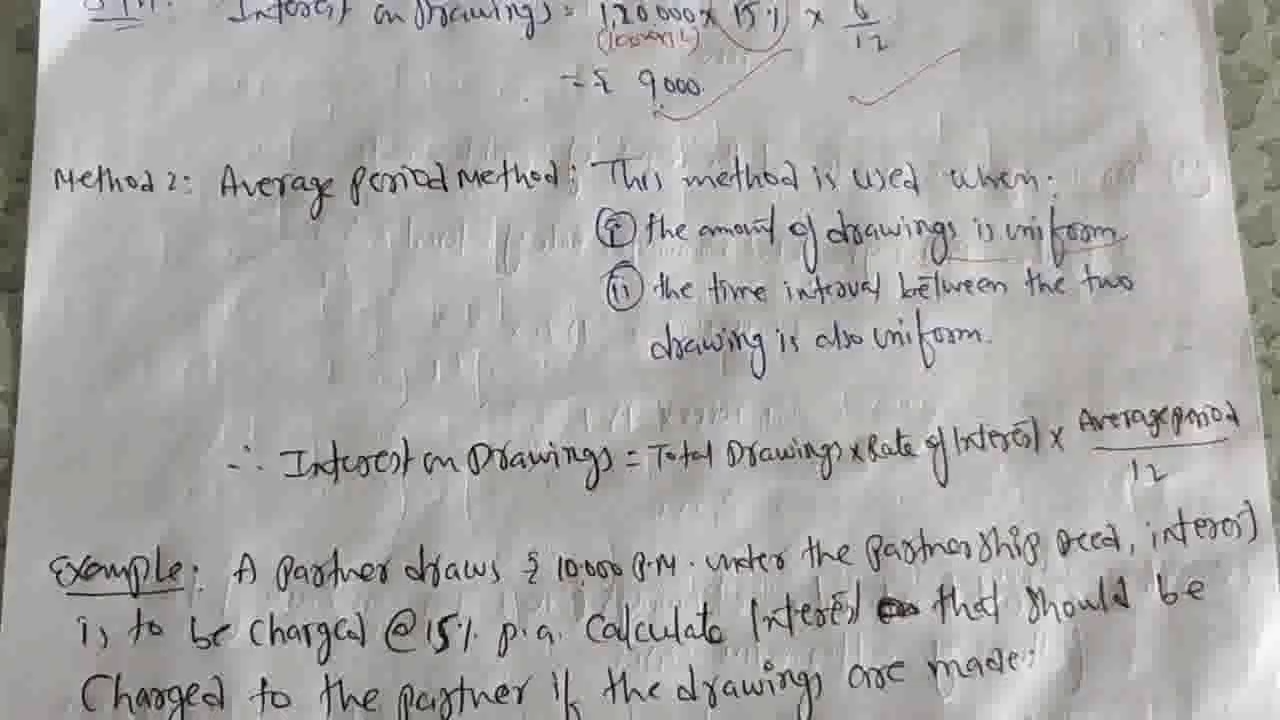 Interest on Drawings = 1,20,000 x 15% x 6/12
(10000x12)
= ₹ 9,000.
Method 2: Average period Method: This method is used when:
(i) the amount of drawings is uniform
(ii) the time interval between the two
drawing is also uniform.
∴ Interest on Drawings = Total Drawings x Rate of Interest x Average period / 12
Example: A partner draws ₹ 10,000 P.M. under the partnership deed, interest
is to be charged @ 15% p.a. Calculate Interest that should be
Charged to the partner if the drawings are made: